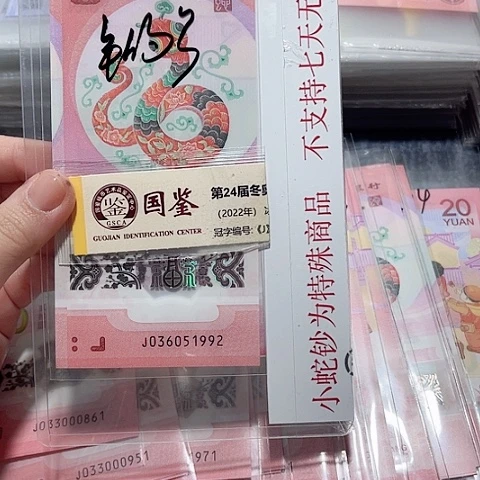 小蛇钞为特殊商品 不支持七天无
国鉴
GSCA
GUOJIAN IDENTIFICATION CENTER
第24届冬奥
(2022年)
冠字编号:
J036051992
20
YUAN
J033000861
J033000951
971